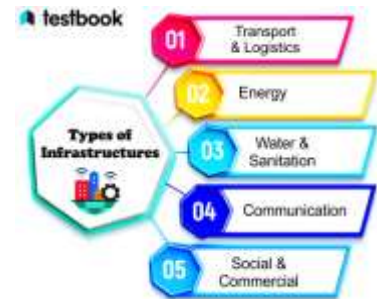 testbook
Types of
Infrastructures
01
Transport
& Logistics
02
Energy
03
Water &
Sanitation
04
Communication
05
Social &
Commercial